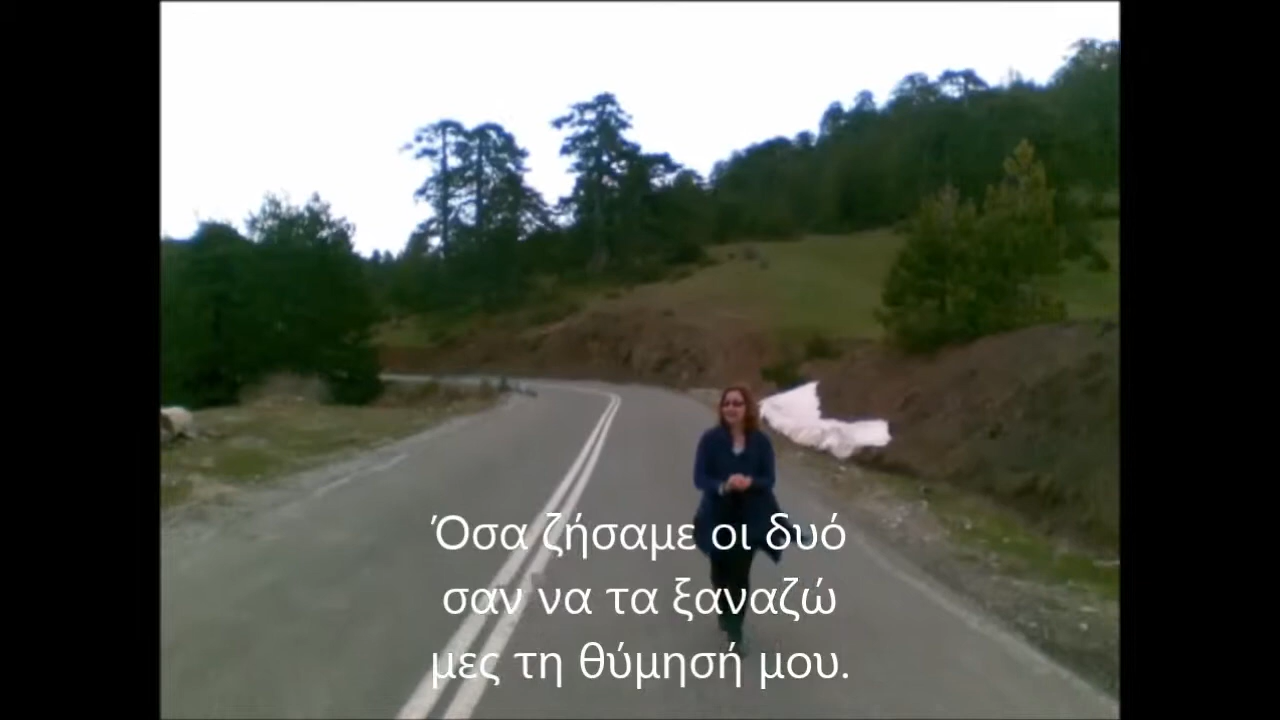 Όσα ζήσαμε οι δυό
σαν να τα ξαναζώ
μες τη θύμησή μου.